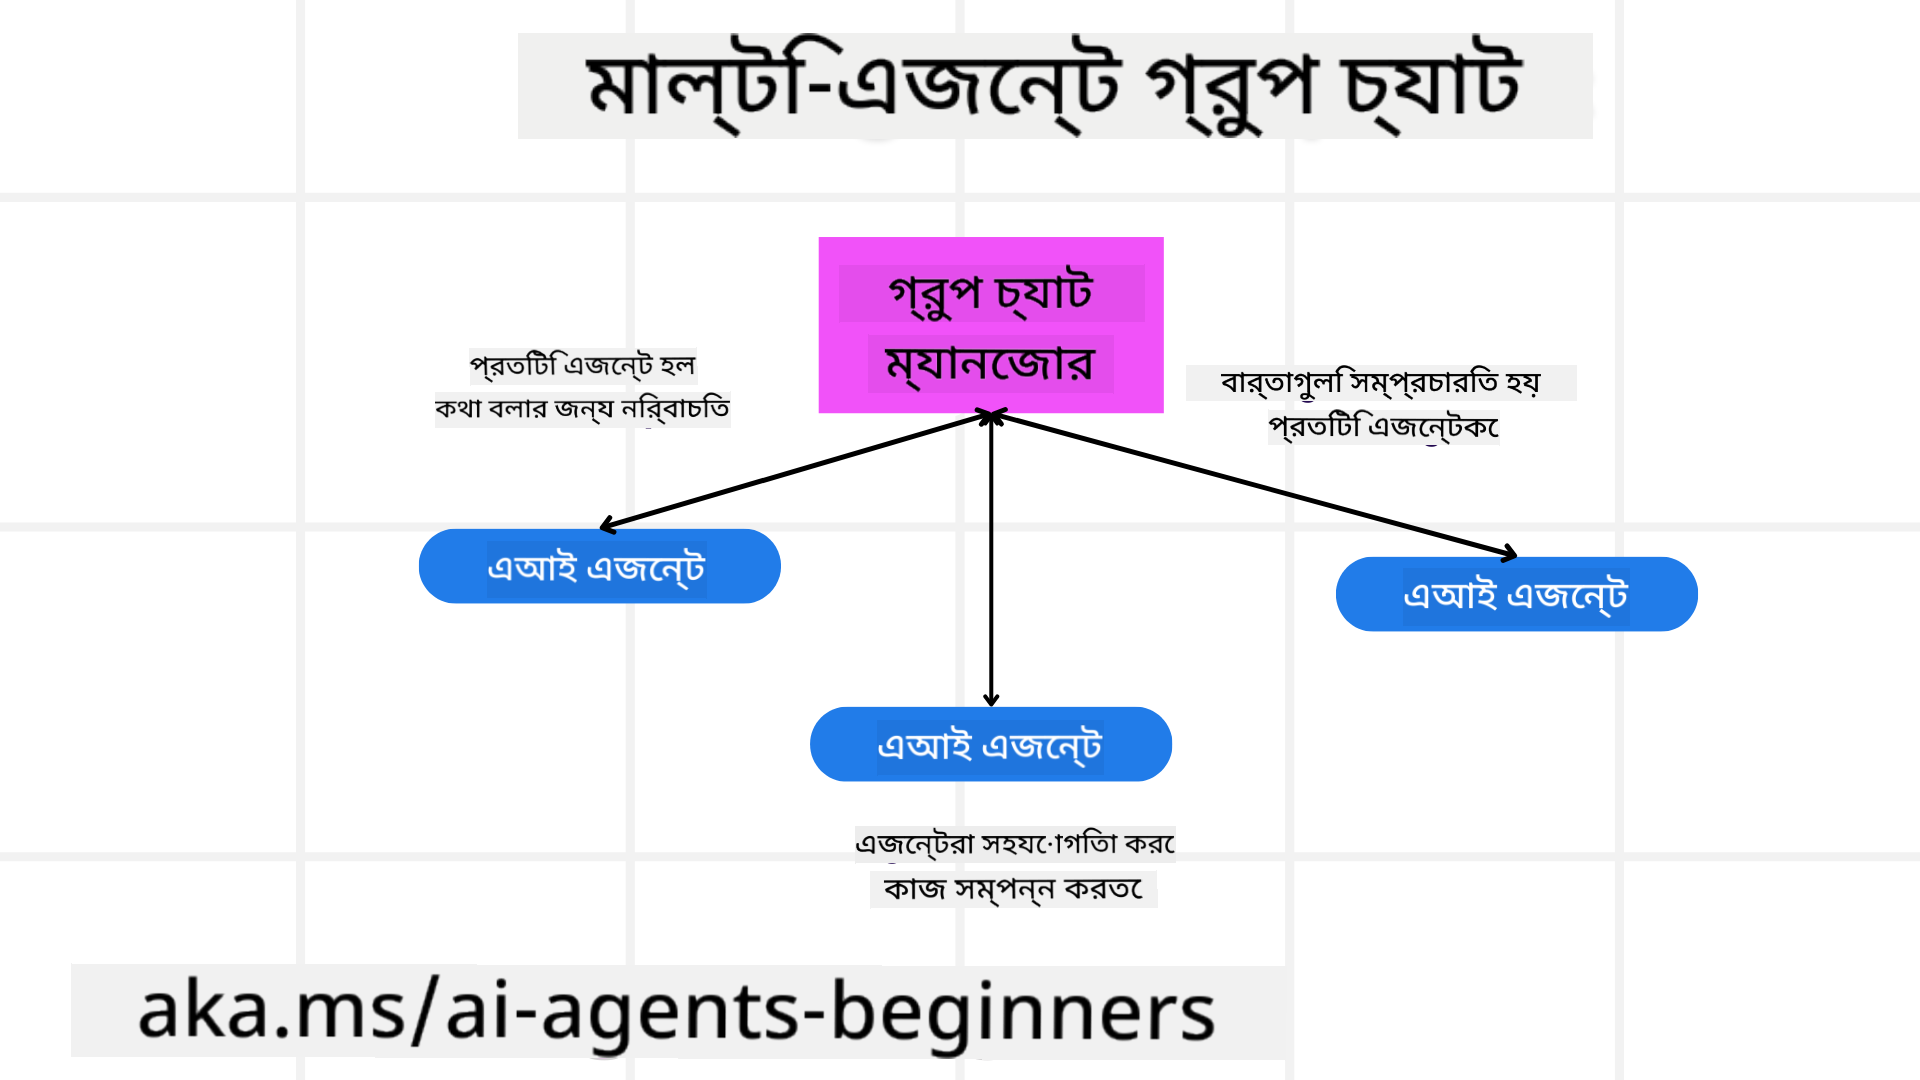 মাল্টি-এজেন্ট গ্রুপ চ্যাট
গ্রুপ চ্যাট
ম্যানেজার
প্রতিটি এজেন্ট হল
কথা বলার জন্য নির্বাচিত
বার্তাগুলি সম্প্রচারিত হয়
প্রতিটি এজেন্টকে
এআই এজেন্ট
এআই এজেন্ট
এআই এজেন্ট
এজেন্টরা সহযোগিতা করে
কাজ সম্পন্ন করতে
aka.ms/ai-agents-beginners